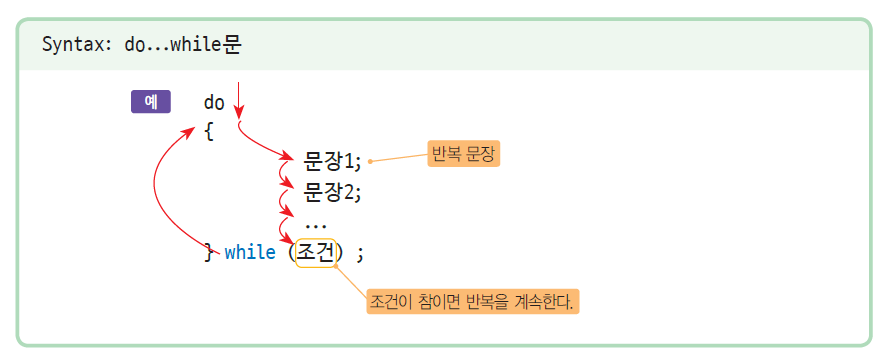 Syntax: do...while문
예 do
{
문장1; 반복 문장
문장2;
...
} while (조건) ;
조건이 참이면 반복을 계속한다.